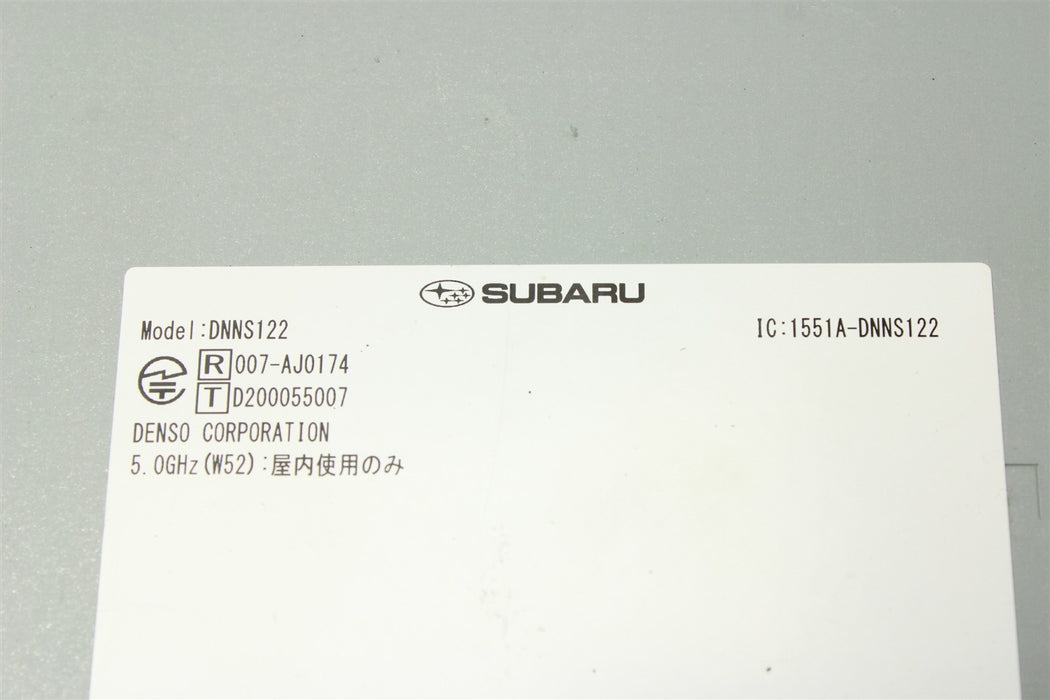 SUBARU
Model:DNNS122
IC:1551A-DNNS122
R 007-AJ0174
T D200055007
DENSO CORPORATION
5.0GHz(W52):屋内使用のみ